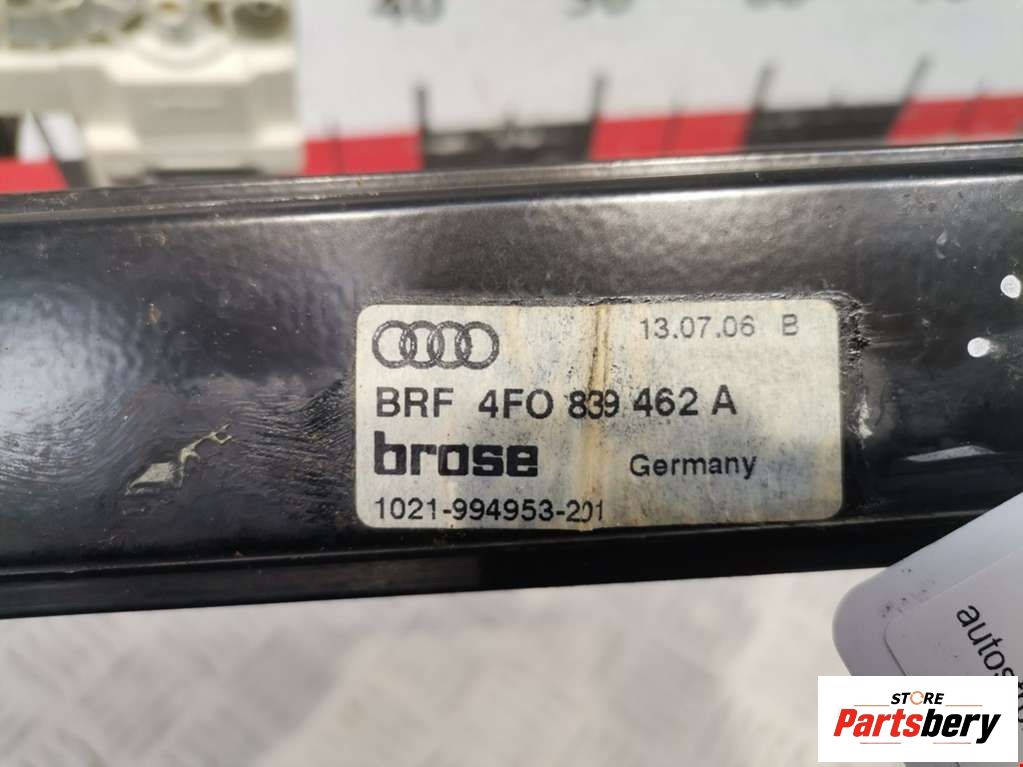 13.07.06 B
BRF 4F0 839 462 A
brose
Germany
1021-994953-201
STORE
Partsbery